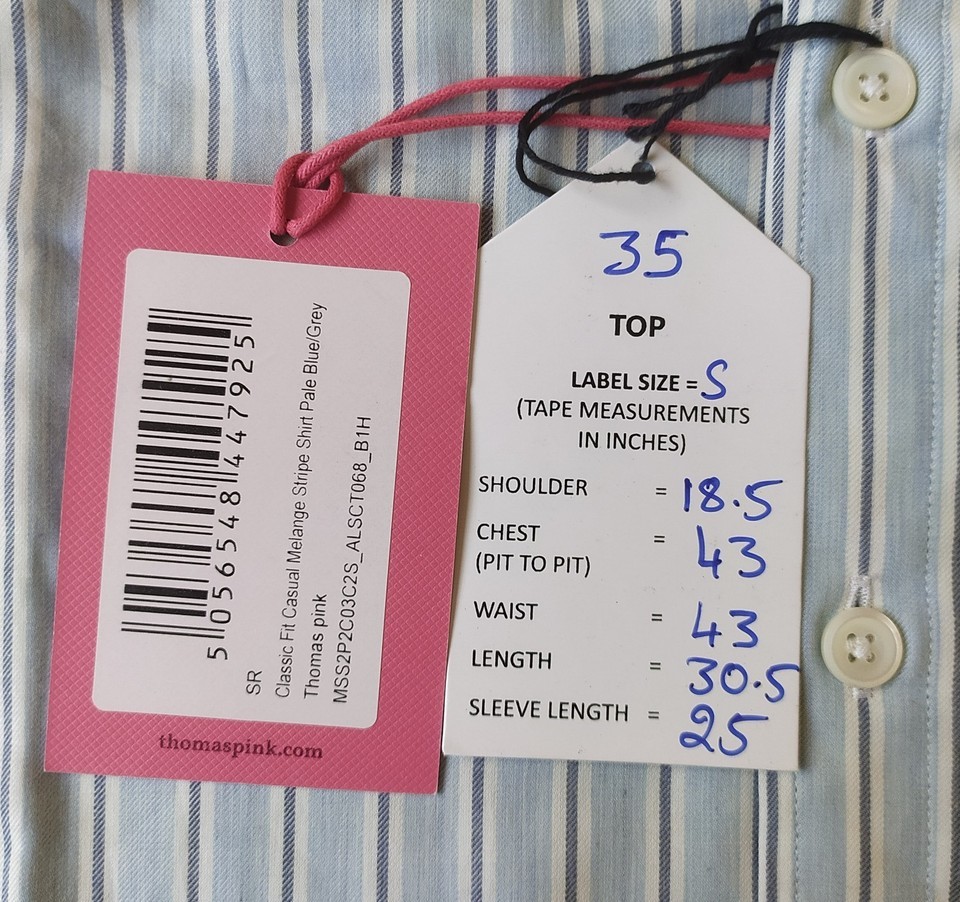 5 056548 447925
SR
Classic Fit Casual Melange Stripe Shirt Pale Blue/Grey
Thomas pink
MSS2P2C03C2S_ALSCT068_B1H
thomaspink.com
35
TOP
LABEL SIZE = S
(TAPE MEASUREMENTS
IN INCHES)
SHOULDER = 18.5
CHEST = 43
(PIT TO PIT)
WAIST = 43
LENGTH = 30.5
SLEEVE LENGTH = 25